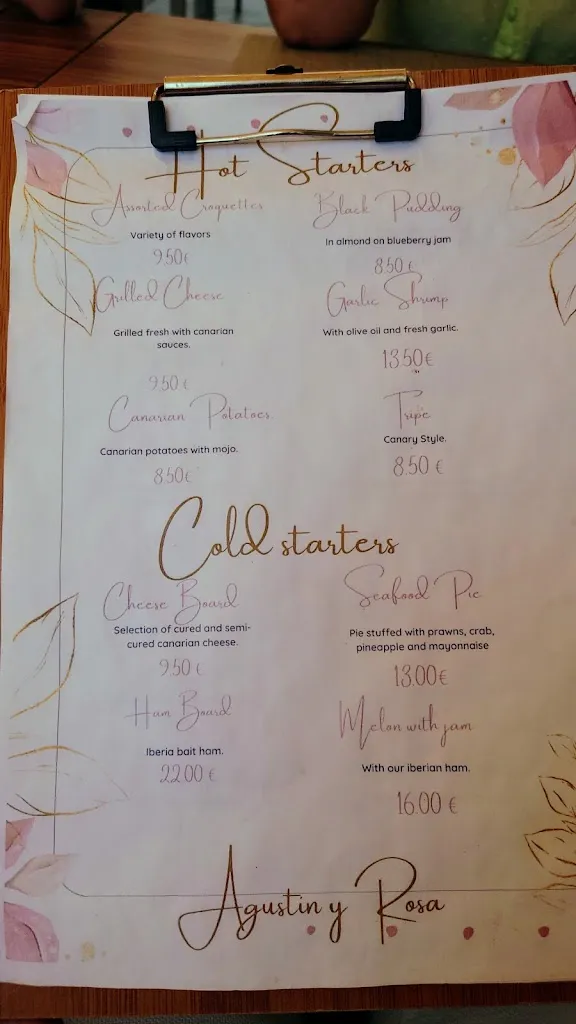 Hot Starters
Assorted Croquettes
Variety of flavors
9.50€
Grilled Cheese
Grilled fresh with canarian
sauces.
9.50 €
Canarian Potatoes
Canarian potatoes with mojo.
8.50€
Black Pudding
In almond on blueberry jam
8.50 €
Garlic Shrimp
With olive oil and fresh garlic.
13.50€
Tripe
Canary Style.
8.50 €
Cold starters
Cheese Board
Selection of cured and semi-
cured canarian cheese.
9.50 €
Ham Board
Iberia bait ham.
22.00 €
Seafood Pie
Pie stuffed with prawns, crab,
pineapple and mayonnaise
13.00€
Melon with jam
With our iberian ham.
16.00 €
Agustin y Rosa